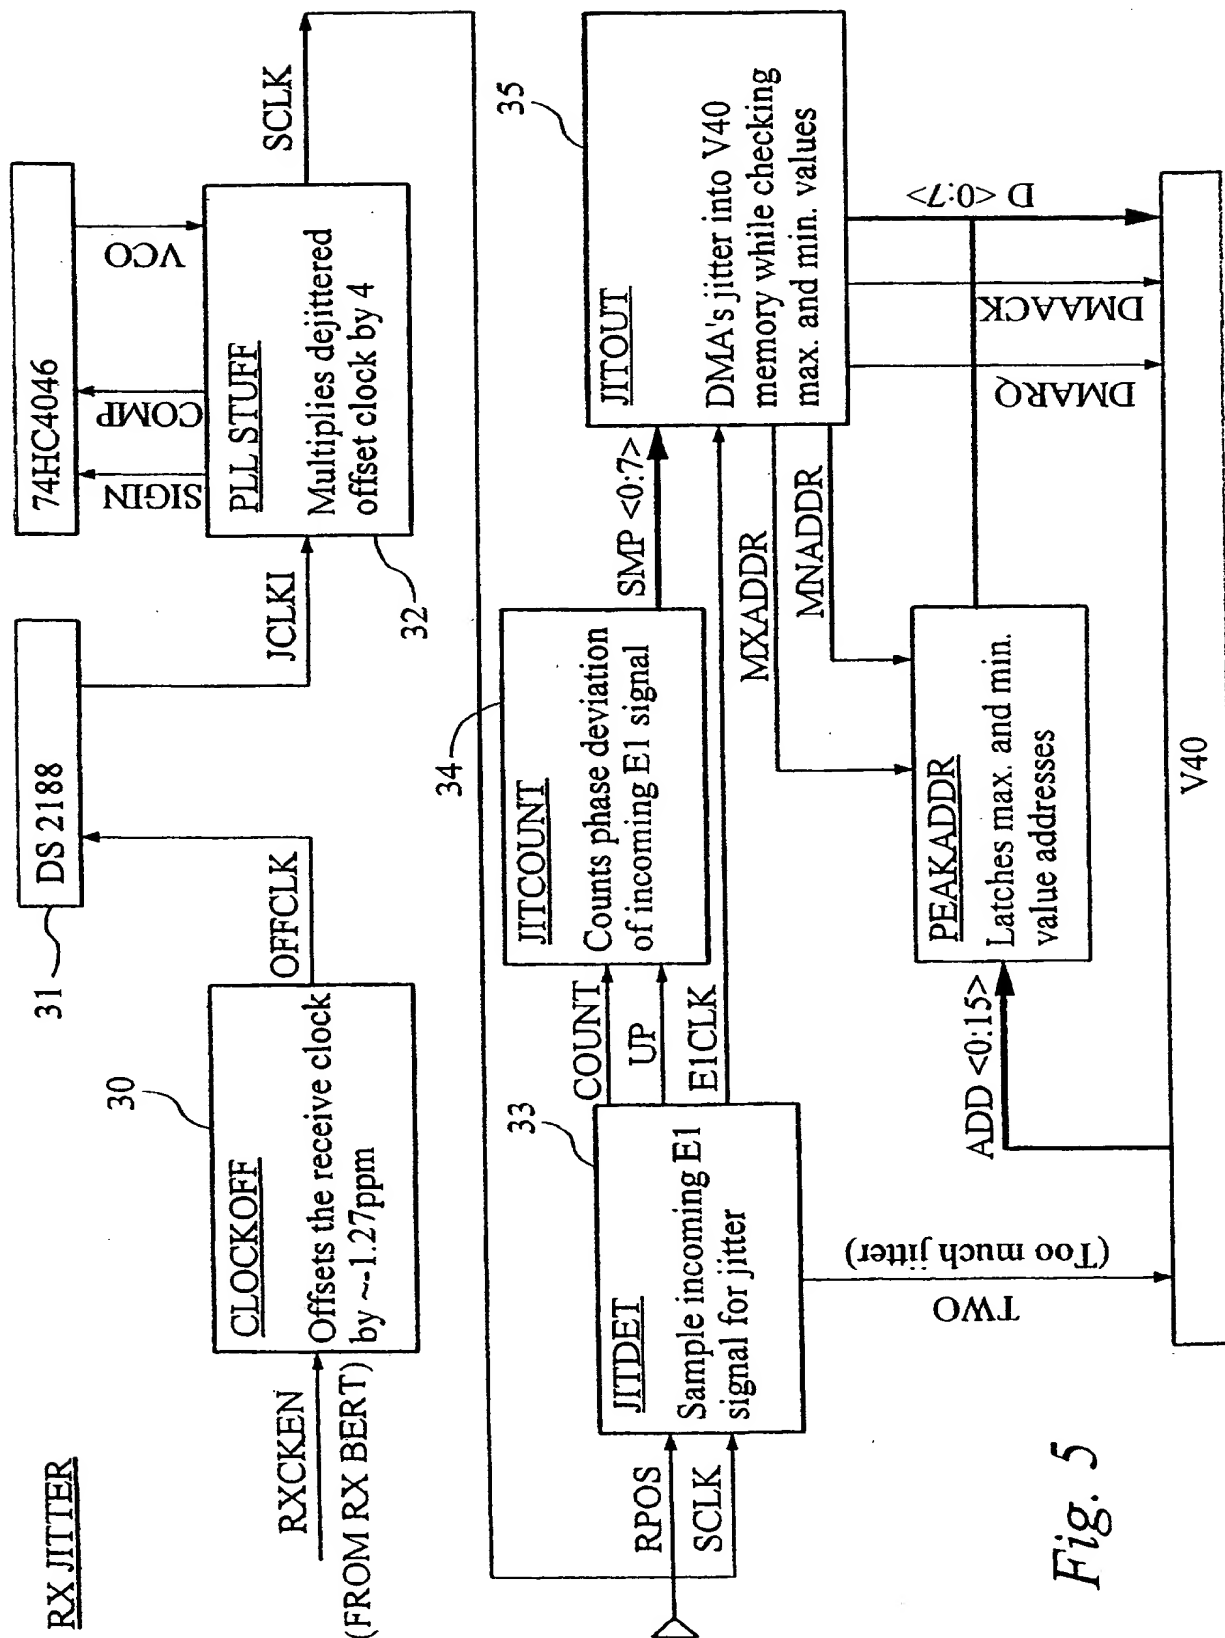 RX JITTER
RXCKEN
(FROM RX BERT)
30
CLOCKOFF
Offsets the receive clock
by ~-1.27ppm
OFFCLK
31
DS 2188
JCLKI
32
PLL STUFF
Multiplies dejittered
offset clock by 4
SIGIN
COMP
VCO
74HC4046
SCLK
RPOS
SCLK
33
JITDET
Sample incoming E1
signal for jitter
COUNT
UP
E1CLK
34
JITCOUNT
Counts phase deviation
of incoming E1 signal
SMP <0:7>
35
JITOUT
DMA's jitter into V40
memory while checking
max. and min. values
MXADDR
MNADDR
TWO
(Too much jitter)
ADD <0:15>
PEAKADDR
Latches max. and min.
value addresses
DMARQ
DMAACK
D <0:7>
V40
Fig. 5